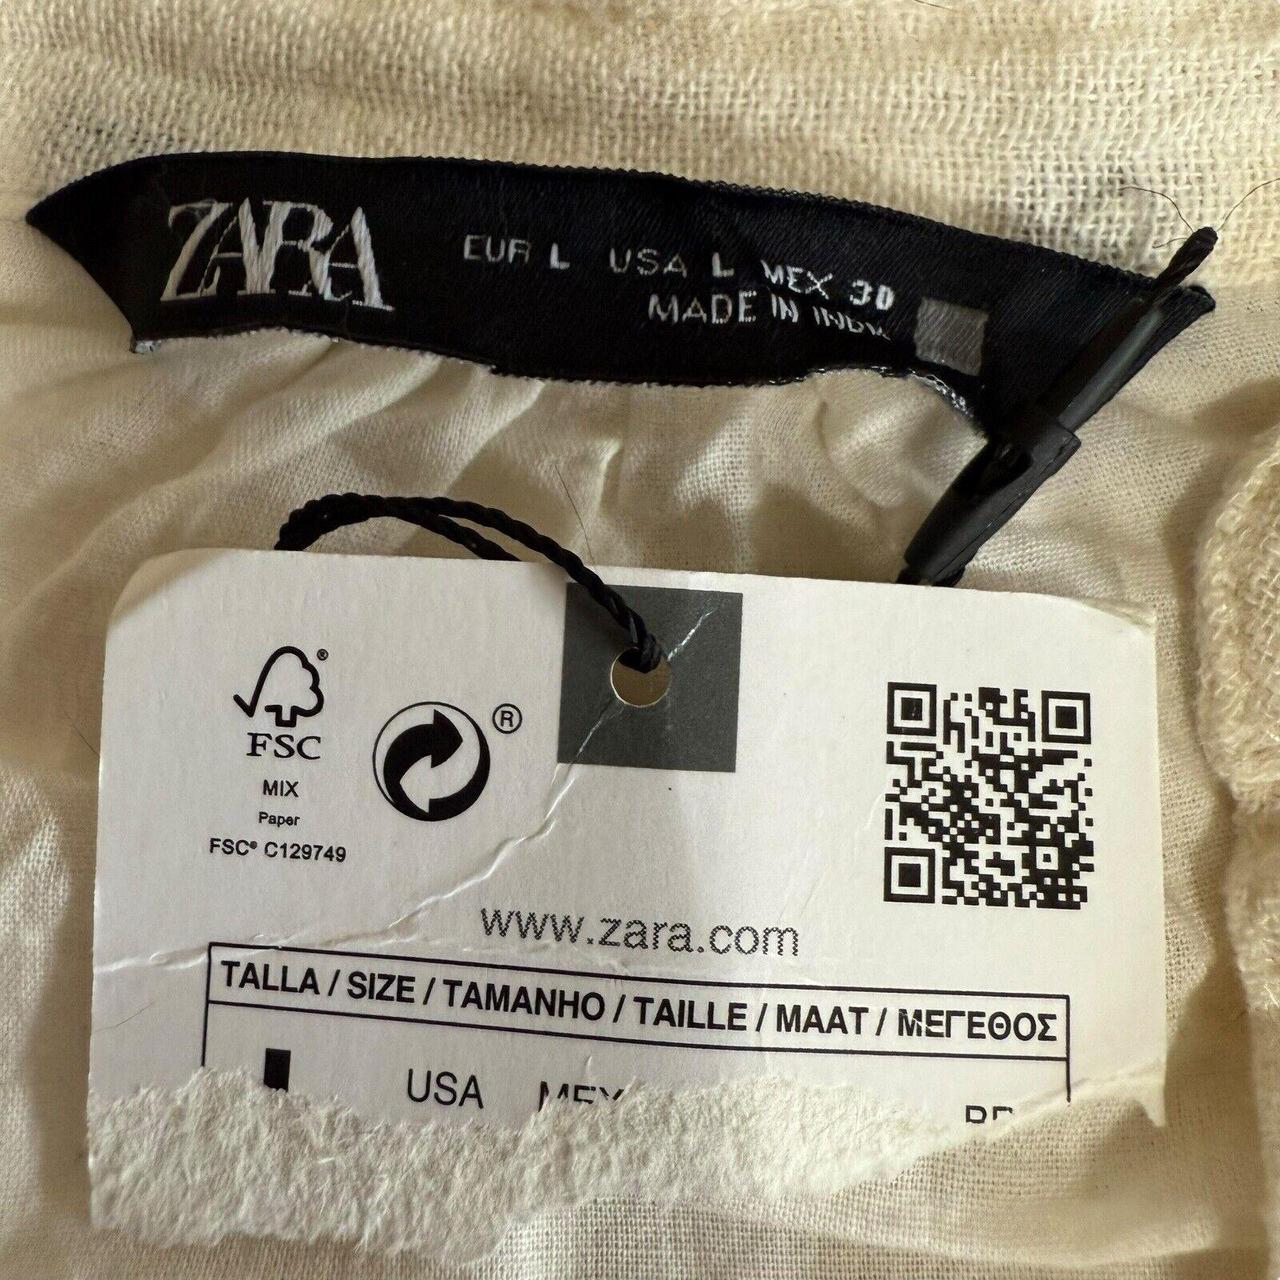 ZARA
EUR L USA L MEX 30
MADE IN INDIA
FSC ®
®
MIX
Paper
FSC® C129749
www.zara.com
TALLA / SIZE / TAMANHO / TAILLE / MAAT / ΜΕΓΕΘΟΣ
USA MEX